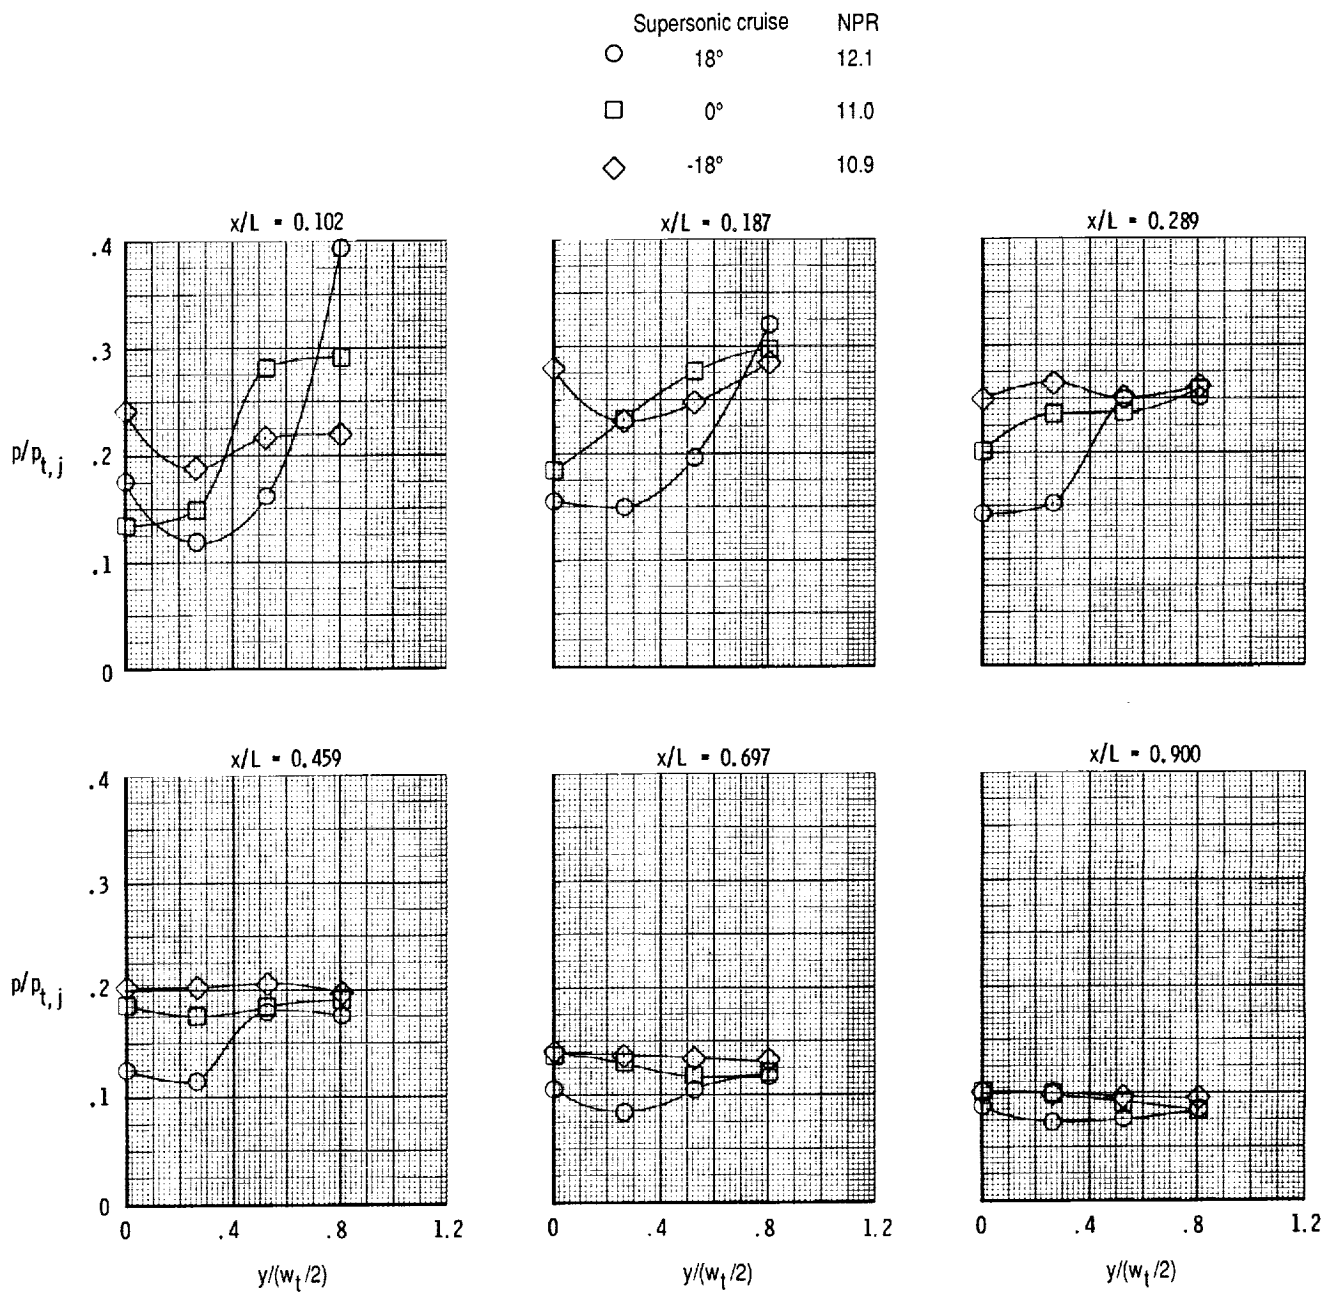 Supersonic cruise NPR
18° 12.1
0° 11.0
-18° 10.9
x/L = 0.102
x/L = 0.187
x/L = 0.289
.4
.3
p/p_t,j
.2
.1
0
x/L = 0.459
x/L = 0.697
x/L = 0.900
.4
.3
p/p_t,j
.2
.1
0
0 .4 .8 1.2
0 .4 .8 1.2
0 .4 .8 1.2
y/(w_t/2)
y/(w_t/2)
y/(w_t/2)